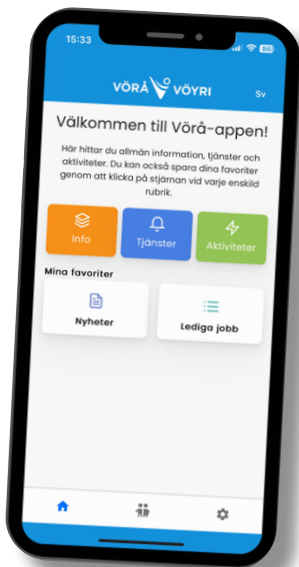 15:33
86
VÖRÅ VÖYRI
Sv
Välkommen till Vörå-appen!
Här hittar du allmän information, tjänster och
aktiviteter. Du kan också spara dina favoriter
genom att klicka på stjärnan vid varje enskild
rubrik.
Info
Tjänster
Aktiviteter
Mina favoriter
Nyheter
Lediga jobb